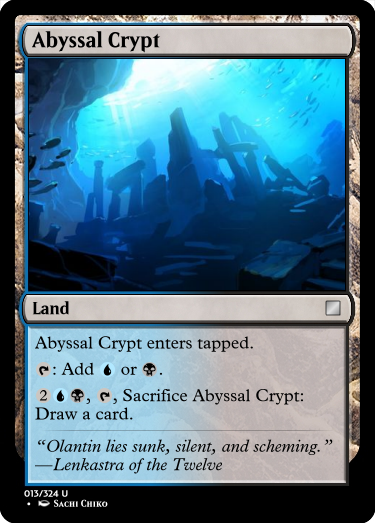 Abyssal Crypt
Land
Abyssal Crypt enters tapped.
: Add or .
2 , , Sacrifice Abyssal Crypt:
Draw a card.
“Olantin lies sunk, silent, and scheming.”
—Lenkastra of the Twelve
013/324 U
• Sachi Chiko